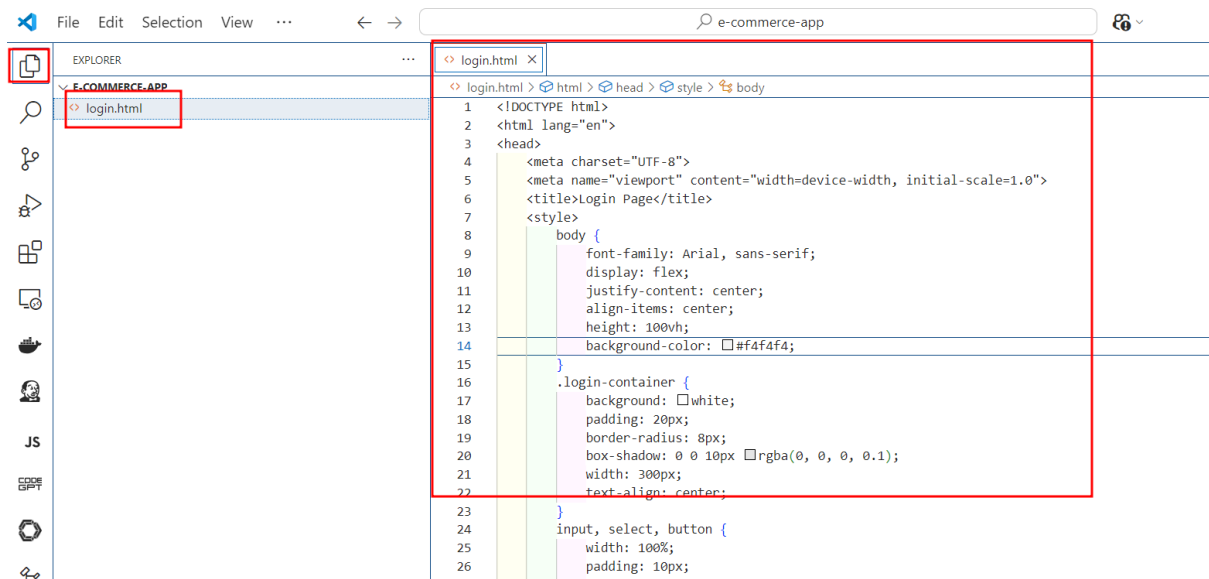 File Edit Selection View ··· ← → e-commerce-app
EXPLORER ···
E-COMMERCE-APP
<> login.html
<> login.html ×
<> login.html > html > head > style > body
1 <!DOCTYPE html>
2 <html lang="en">
3 <head>
4 <meta charset="UTF-8">
5 <meta name="viewport" content="width=device-width, initial-scale=1.0">
6 <title>Login Page</title>
7 <style>
8 body {
9 font-family: Arial, sans-serif;
10 display: flex;
11 justify-content: center;
12 align-items: center;
13 height: 100vh;
14 background-color: #f4f4f4;
15 }
16 .login-container {
17 background: white;
18 padding: 20px;
19 border-radius: 8px;
20 box-shadow: 0 0 10px rgba(0, 0, 0, 0.1);
21 width: 300px;
22 text-align: center;
23 }
24 input, select, button {
25 width: 100%;
26 padding: 10px;
JS
CODE
GPT